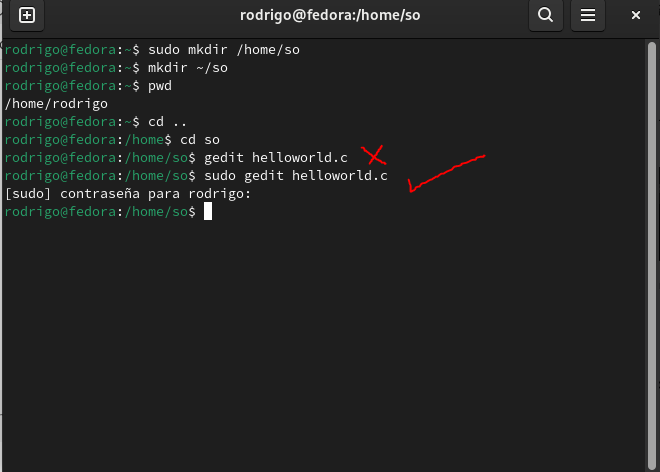 rodrigo@fedora:/home/so
rodrigo@fedora:~$ sudo mkdir /home/so
rodrigo@fedora:~$ mkdir ~/so
rodrigo@fedora:~$ pwd
/home/rodrigo
rodrigo@fedora:~$ cd ..
rodrigo@fedora:/home$ cd so
rodrigo@fedora:/home/so$ gedit helloworld.c
rodrigo@fedora:/home/so$ sudo gedit helloworld.c
[sudo] contraseña para rodrigo:
rodrigo@fedora:/home/so$